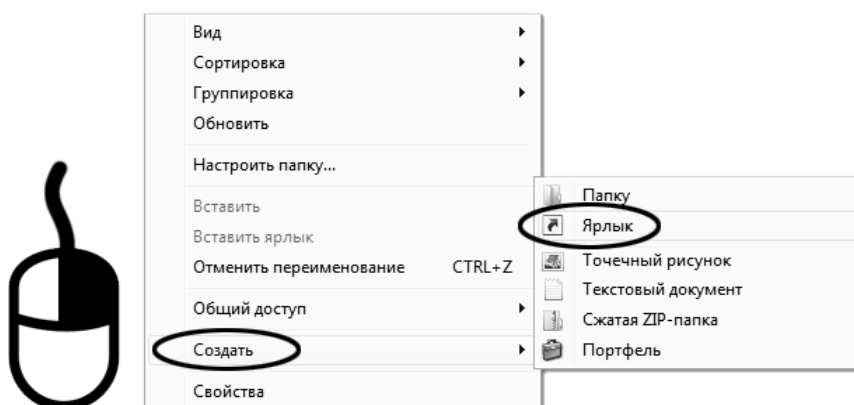 Вид
Сортировка
Группировка
Обновить
Настроить папку...
Вставить
Вставить ярлык
Отменить переименование CTRL+Z
Общий доступ
Создать
Свойства
Папку
Ярлык
Точечный рисунок
Текстовый документ
Сжатая ZIP-папка
Портфель